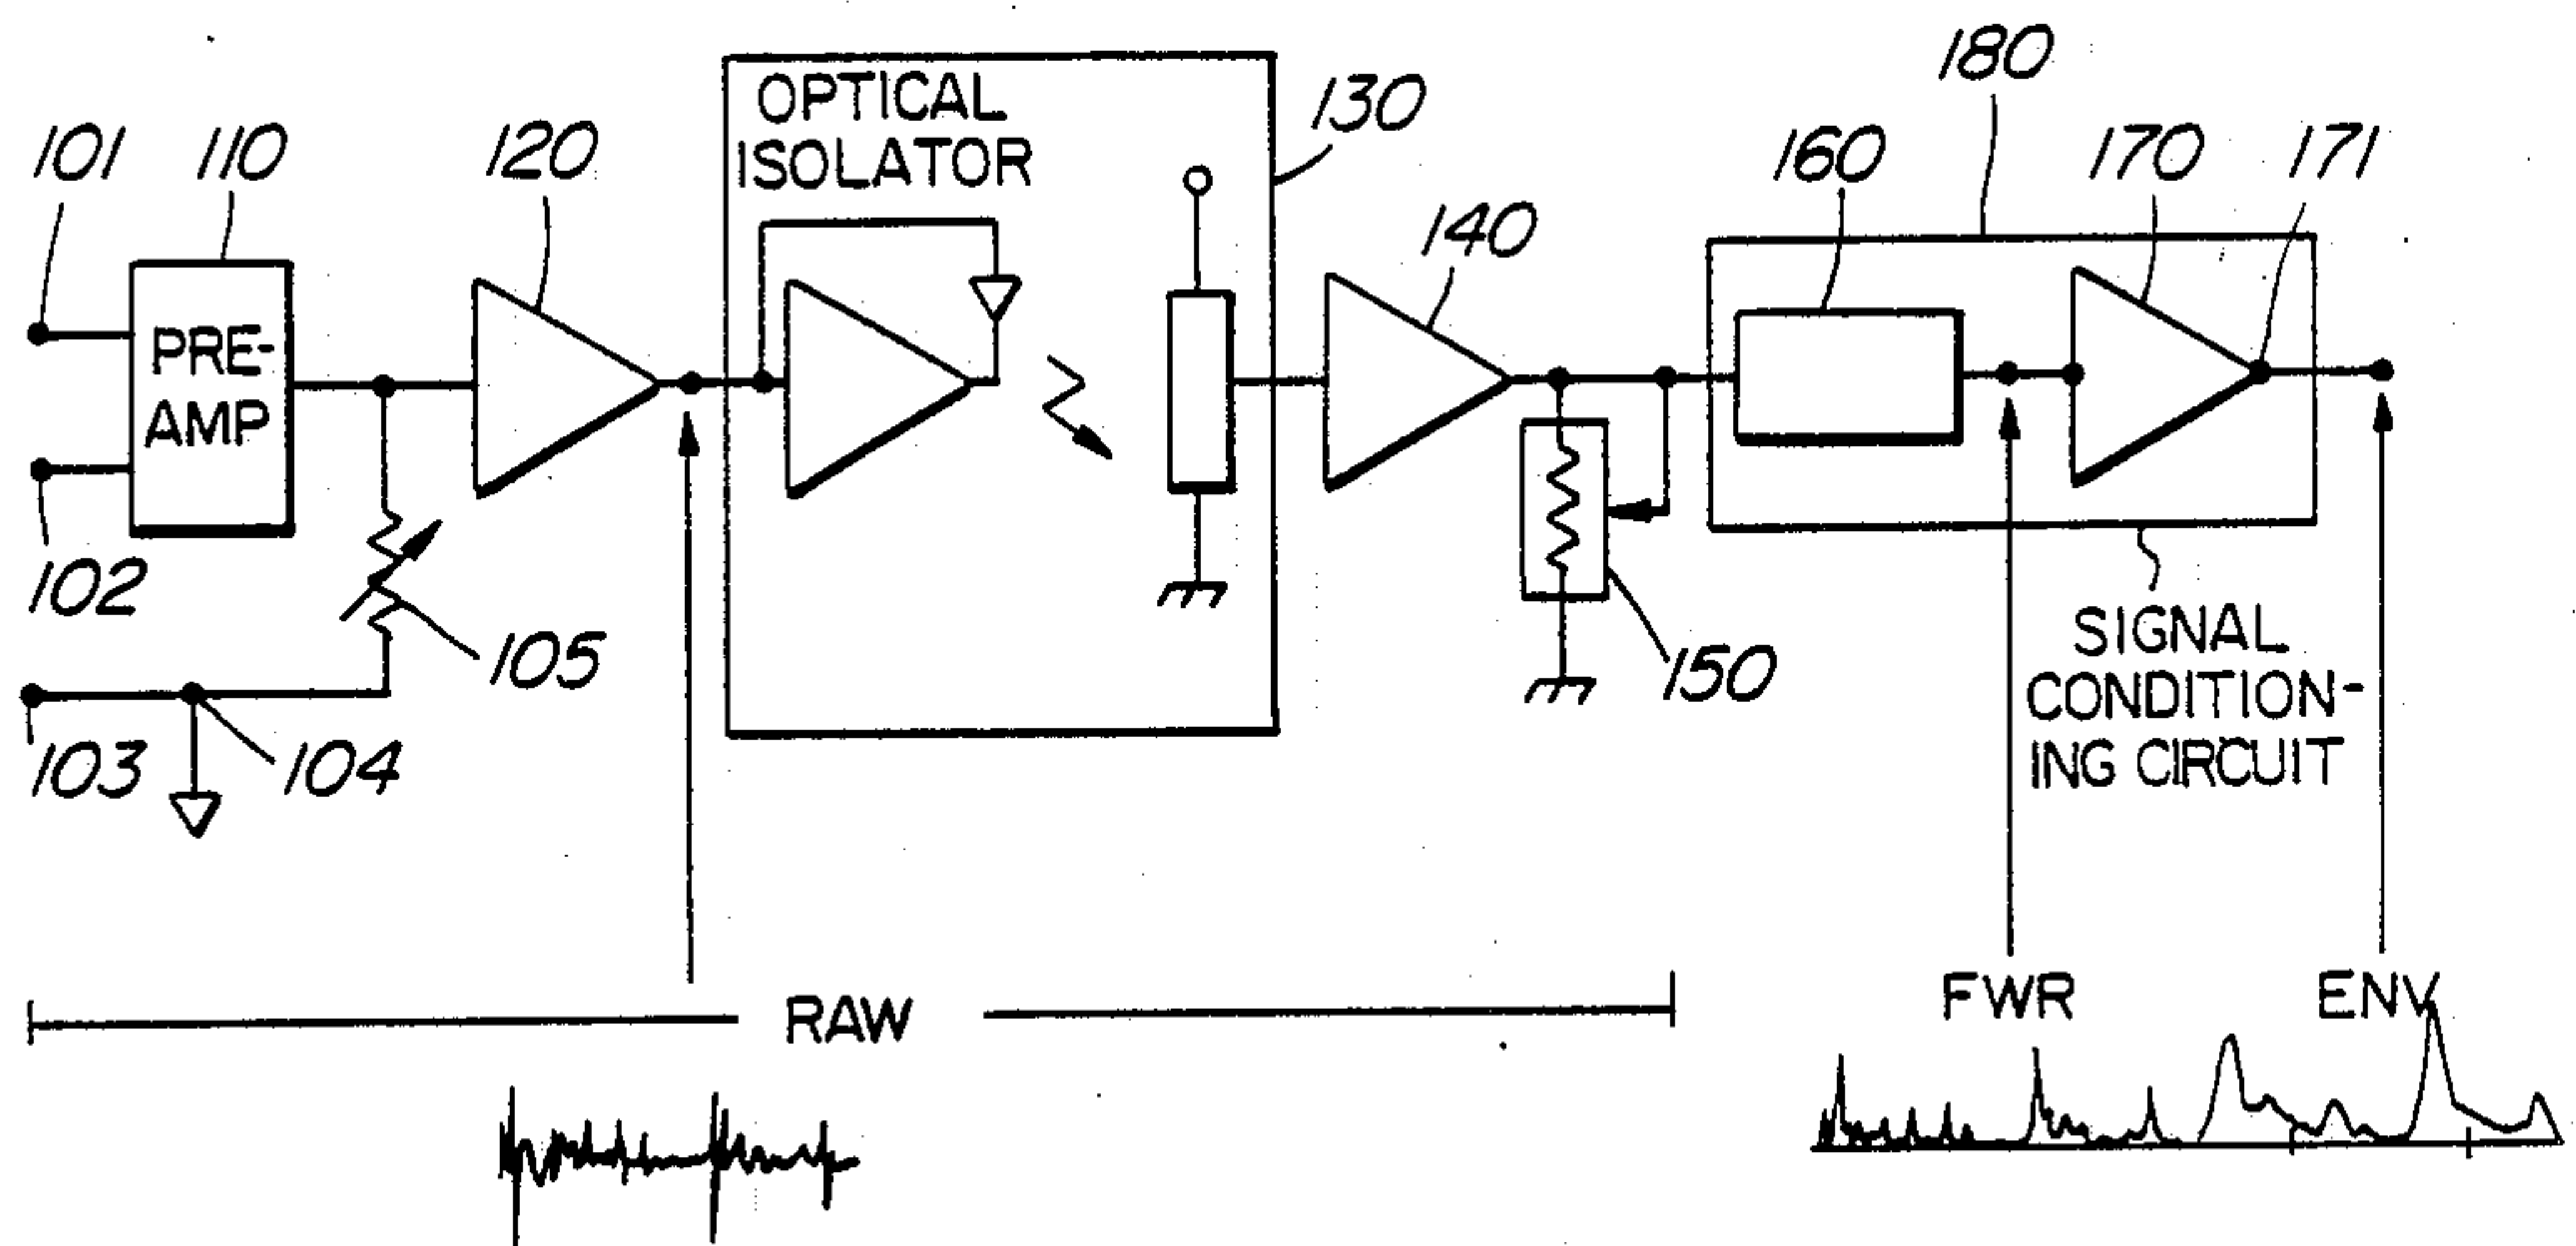 180
OPTICAL
ISOLATOR
130
101
110
120
160
170
171
140
PRE-
AMP
102
105
150
SIGNAL
CONDITION-
ING CIRCUIT
103
104
RAW
FWR
ENV